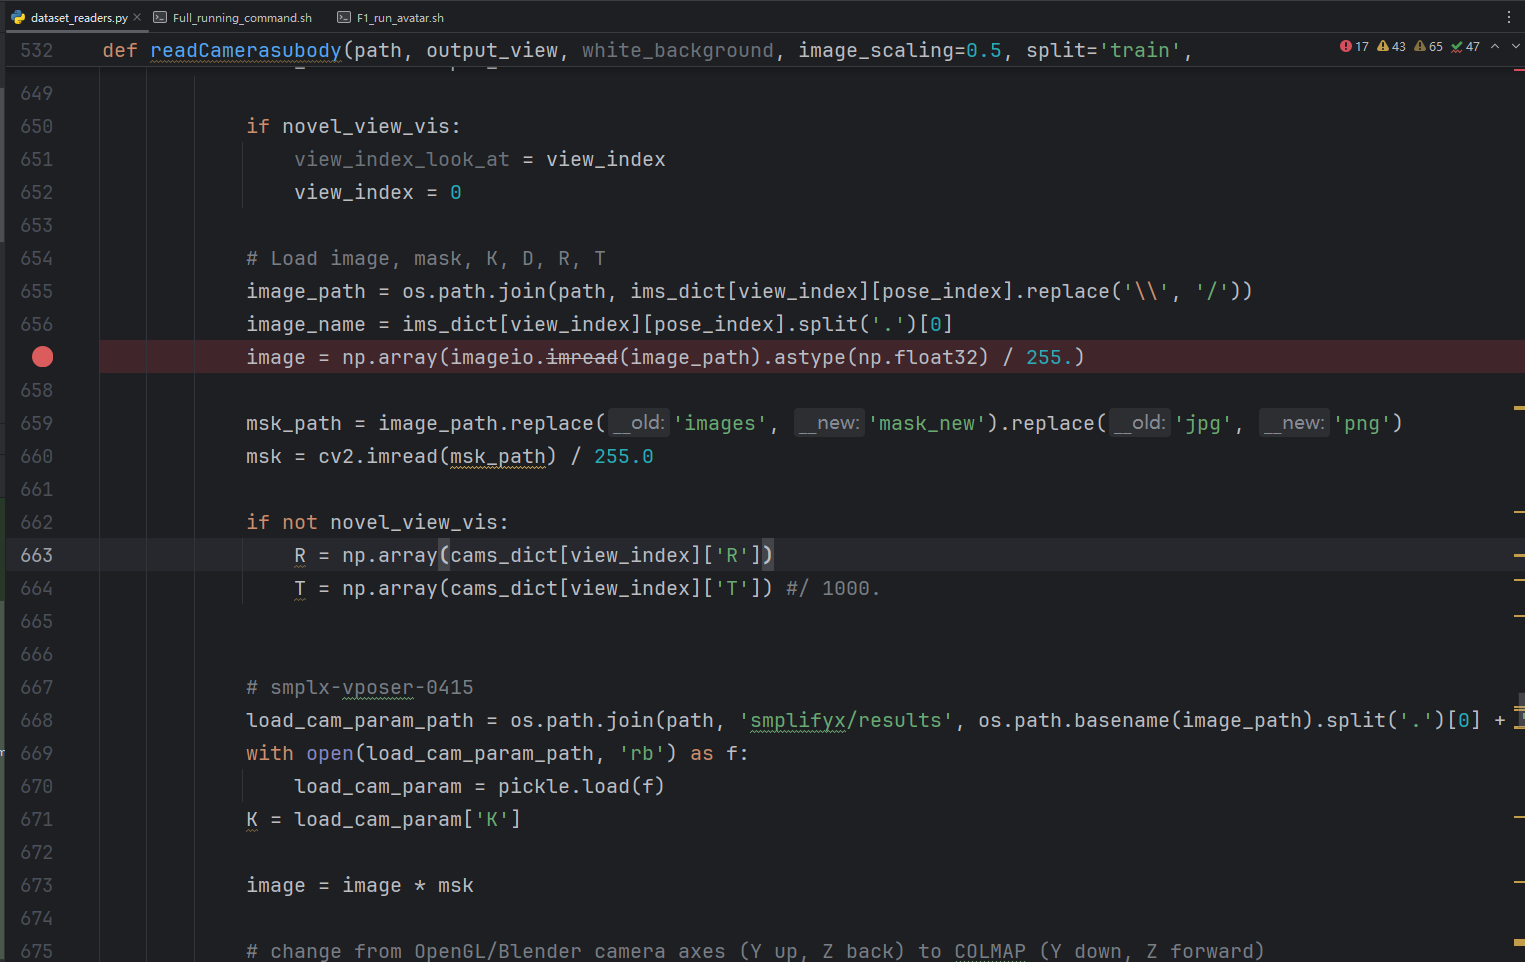 dataset_readers.py Full_running_command.sh F1_run_avatar.sh
532 def readCamerasubody(path, output_view, white_background, image_scaling=0.5, split='train', 17 43 65 47
649
650 if novel_view_vis:
651 view_index_look_at = view_index
652 view_index = 0
653
654 # Load image, mask, K, D, R, T
655 image_path = os.path.join(path, ims_dict[view_index][pose_index].replace('\\', '/'))
656 image_name = ims_dict[view_index][pose_index].split('.')[0]
image = np.array(imageio.imread(image_path).astype(np.float32) / 255.)
658
659 msk_path = image_path.replace(__old: 'images', __new: 'mask_new').replace(__old: 'jpg', __new: 'png')
660 msk = cv2.imread(msk_path) / 255.0
661
662 if not novel_view_vis:
663 R = np.array(cams_dict[view_index]['R'])
664 T = np.array(cams_dict[view_index]['T']) #/ 1000.
665
666
667 # smplx-vposer-0415
668 load_cam_param_path = os.path.join(path, 'smplifyx/results', os.path.basename(image_path).split('.')[0] +
669 with open(load_cam_param_path, 'rb') as f:
670 load_cam_param = pickle.load(f)
671 K = load_cam_param['K']
672
673 image = image * msk
674
675 # change from OpenGL/Blender camera axes (Y up, Z back) to COLMAP (Y down, Z forward)